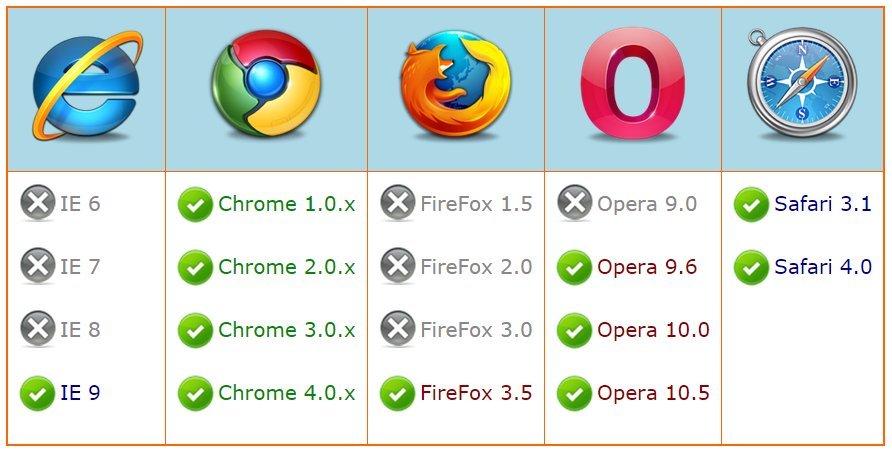 IE 6 Chrome 1.0.x FireFox 1.5 Opera 9.0 Safari 3.1
IE 7 Chrome 2.0.x FireFox 2.0 Opera 9.6 Safari 4.0
IE 8 Chrome 3.0.x FireFox 3.0 Opera 10.0
IE 9 Chrome 4.0.x FireFox 3.5 Opera 10.5